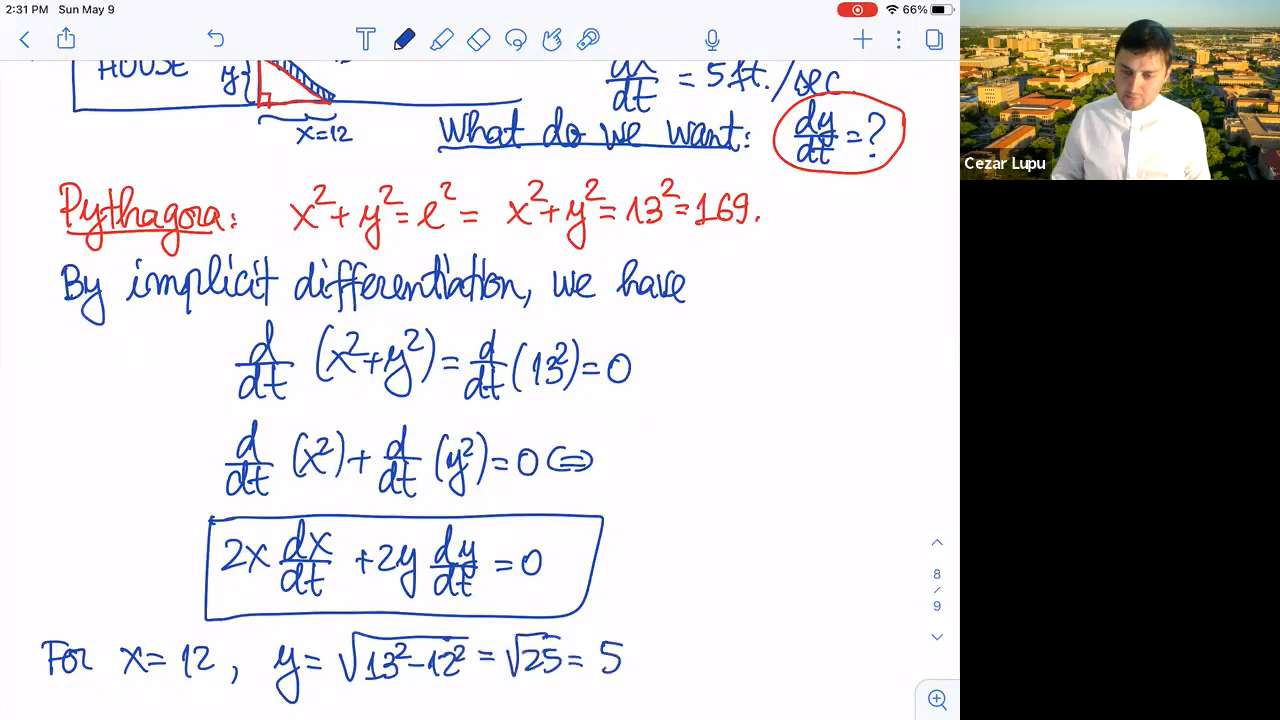 2:31 PM Sun May 9
66%
HOUSE
y
x=12
dt = 5 ft./sec
What do we want: dy/dt = ?
Pythagora: x²+y²=l²= x²+y²=13²=169.
By implicit differentiation, we have
d/dt (x²+y²) = d/dt (13²) = 0
d/dt (x²) + d/dt (y²) = 0 ⇔
2x dx/dt + 2y dy/dt = 0
For x=12, y=√13²-12² = √25 = 5
8
/
9
Cezar Lupu